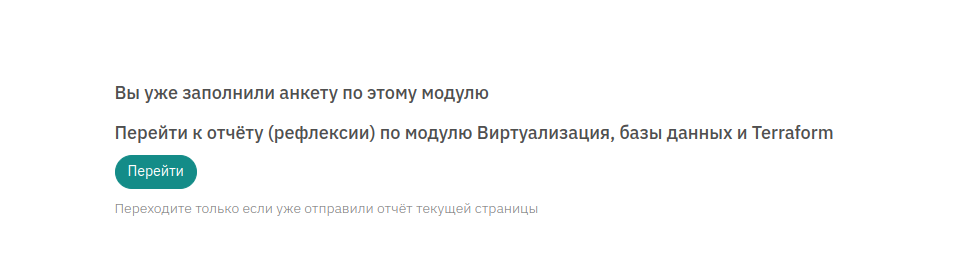 Вы уже заполнили анкету по этому модулю
Перейти к отчёту (рефлексии) по модулю Виртуализация, базы данных и Terraform
Перейти
Переходите только если уже отправили отчёт текущей страницы